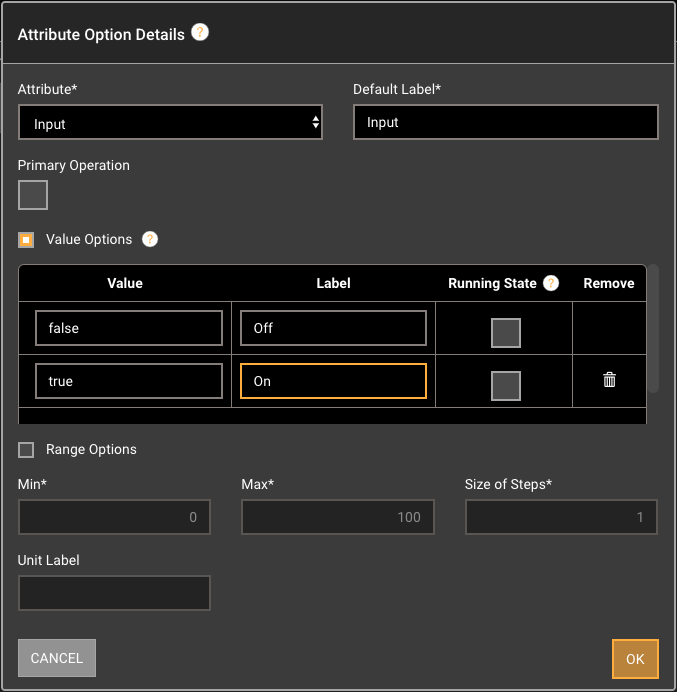 Attribute Option Details ?
Attribute* Default Label*
Input Input
Primary Operation
Value Options ?
Value Label Running State ? Remove
false Off
true On
Range Options
Min* Max* Size of Steps*
0 100 1
Unit Label
CANCEL OK